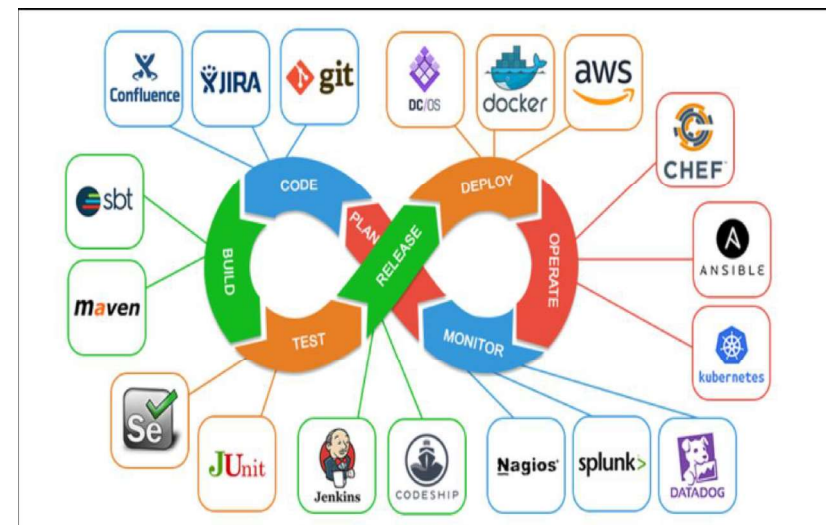 Confluence
JIRA
git
DC/OS
docker
aws
CHEF
sbt
CODE
DEPLOY
PLAN
RELEASE
BUILD
OPERATE
ANSIBLE
maven
TEST
MONITOR
kubernetes
Se
JUnit
Jenkins
CODESHIP
Nagios®
splunk>
DATADOG
A